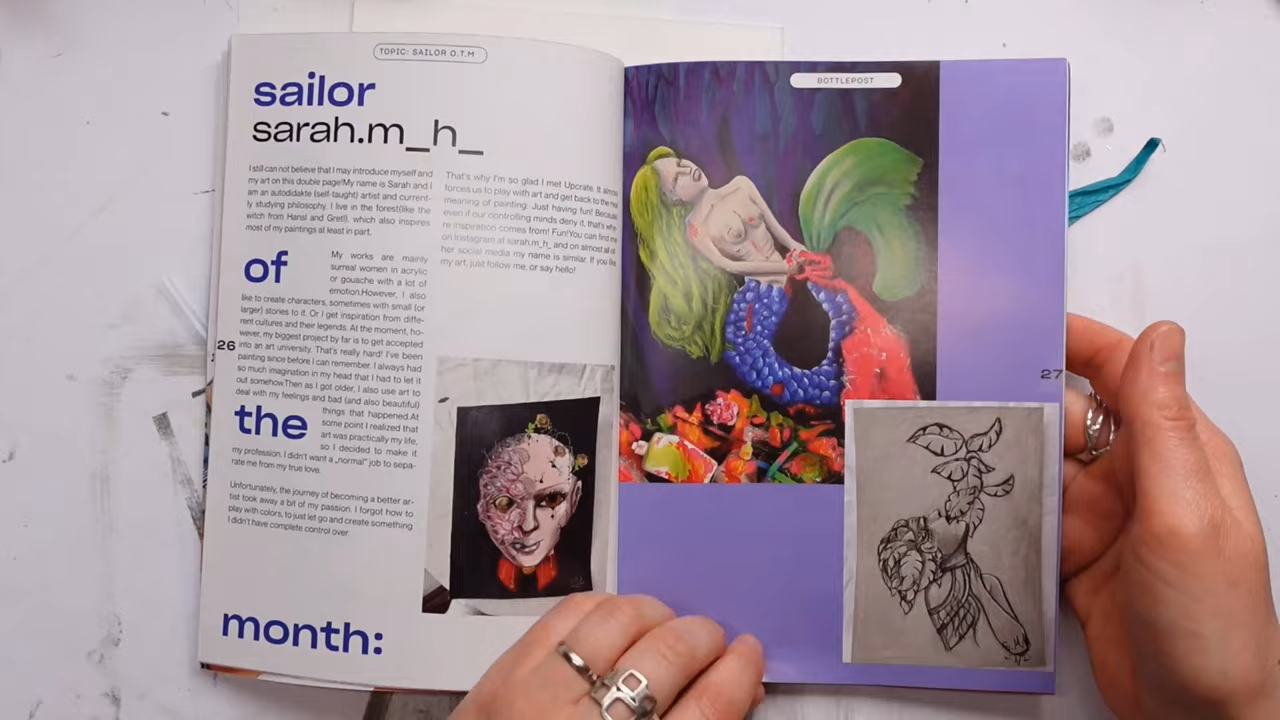 TOPIC: SAILOR O.T.M
sailor
sarah.m_h_
I still can not believe that I may introduce myself and
my art on this double page!My name is Sarah and I
am an autodidakte (self-taught) artist and current-
ly studying philosophy. I live in the forest(like the
witch from Hansl and Gretl), which also inspires
most of my paintings at least in part.
of
My works are mainly
surreal women in acrylic
or gouache with a lot of
emotion.However, I also
like to create characters, sometimes with small (or
larger) stories to it. Or I get inspiration from diffe-
rent cultures and their legends. At the moment, ho-
wever, my biggest project by far is to get accepted
into an art university. That's really hard! I've been
painting since before I can remember. I always had
so much imagination in my head that I had to let it
out somehow.Then as I got older, I also use art to
deal with my feelings and bad (and also beautiful)
the
things that happened.At
some point I realized that
art was practically my life,
so I decided to make it
my profession. I didn't want a „normal" job to sepa-
rate me from my true love.
Unfortunately, the journey of becoming a better ar-
tist took away a bit of my passion. I forgot how to
play with colors, to just let go and create something
I didn't have complete control over.
month:
26
That's why I'm so glad I met Upcrate. It almost
forces us to play with art and get back to the real
meaning of painting. Just having fun! Because
even if our controlling minds deny it, that's whe-
re inspiration comes from! Fun!You can find me
on Instagram at sarah.m_h_ and on almost all ot-
her social media my name is similar. If you like
my art, just follow me, or say hello!
BOTTLEPOST
27